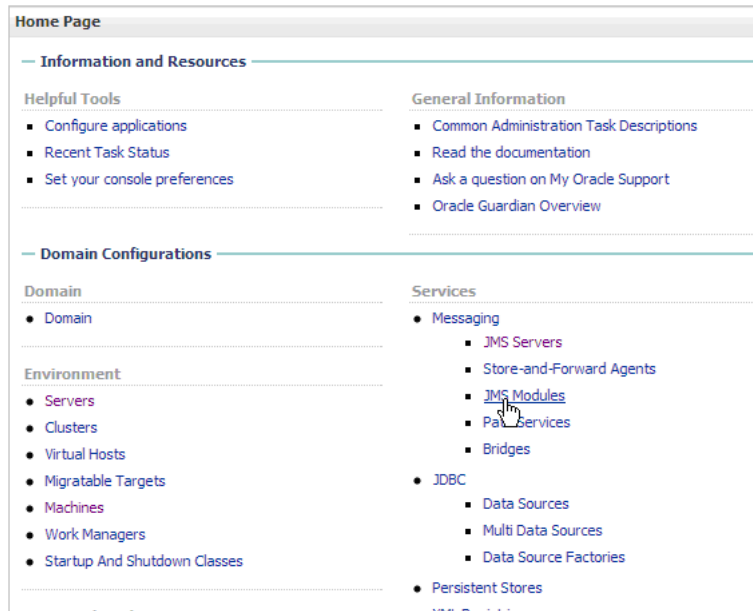 Home Page
Information and Resources
Helpful Tools
Configure applications
Recent Task Status
Set your console preferences
General Information
Common Administration Task Descriptions
Read the documentation
Ask a question on My Oracle Support
Oracle Guardian Overview
Domain Configurations
Domain
Domain
Environment
Servers
Clusters
Virtual Hosts
Migratable Targets
Machines
Work Managers
Startup And Shutdown Classes
Services
Messaging
JMS Servers
Store-and-Forward Agents
JMS Modules
Services
Bridges
JDBC
Data Sources
Multi Data Sources
Data Source Factories
Persistent Stores